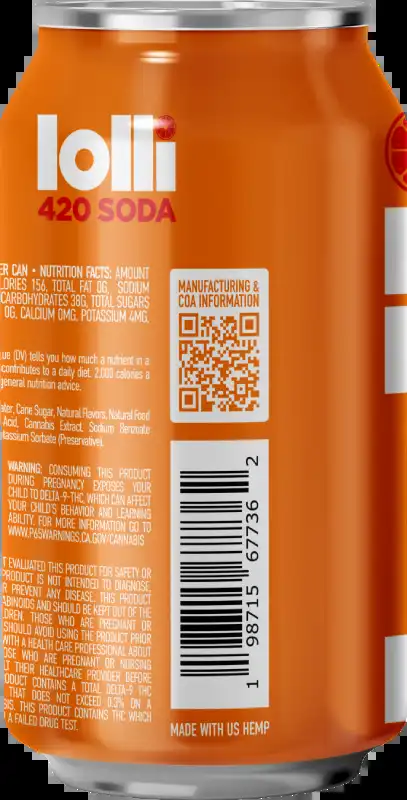 lolli
420 SODA
ER CAN • NUTRITION FACTS: AMOUNT
LORIES 156, TOTAL FAT 0G, SODIUM
CARBOHYDRATES 38G, TOTAL SUGARS
0G, CALCIUM 0MG, POTASSIUM 4MG,
lue (DV) tells you how much a nutrient in a
contributes to a daily diet. 2,000 calories a
general nutrition advice.
ater, Cane Sugar, Natural Flavors, Natural Food
Acid, Cannabis Extract, Sodium Benzoate
otassium Sorbate (Preservative).
WARNING: CONSUMING THIS PRODUCT
DURING PREGNANCY EXPOSES YOUR
CHILD TO DELTA-9-THC, WHICH CAN AFFECT
YOUR CHILD'S BEHAVIOR AND LEARNING
ABILITY. FOR MORE INFORMATION GO TO
WWW.P65WARNINGS.CA.GOV/CANNABIS
T EVALUATED THIS PRODUCT FOR SAFETY OR
PRODUCT IS NOT INTENDED TO DIAGNOSE,
R PREVENT ANY DISEASE. THIS PRODUCT
ABINOIDS AND SHOULD BE KEPT OUT OF THE
LDREN. THOSE WHO ARE PREGNANT OR
SHOULD AVOID USING THE PRODUCT PRIOR
WITH A HEALTH CARE PROFESSIONAL ABOUT
OSE WHO ARE PREGNANT OR NURSING
LT THEIR HEALTHCARE PROVIDER BEFORE
ODUCT CONTAINS A TOTAL DELTA-9 THC
THAT DOES NOT EXCEED 0.3% ON A
SIS. THIS PRODUCT CONTAINS THC WHICH
A FAILED DRUG TEST.
MANUFACTURING &
COA INFORMATION
1 98715 67736 2
MADE WITH US HEMP